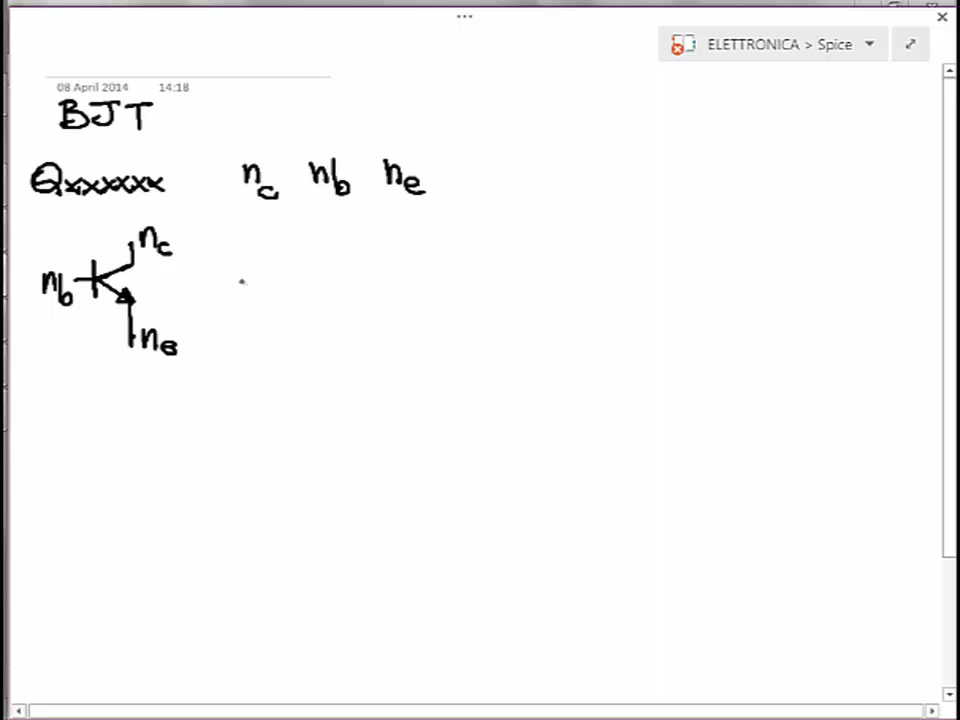 ELETTRONICA > Spice
08 April 2014 14:18
BJT
Qxxxxxx nc nb ne
nc
nb
ne